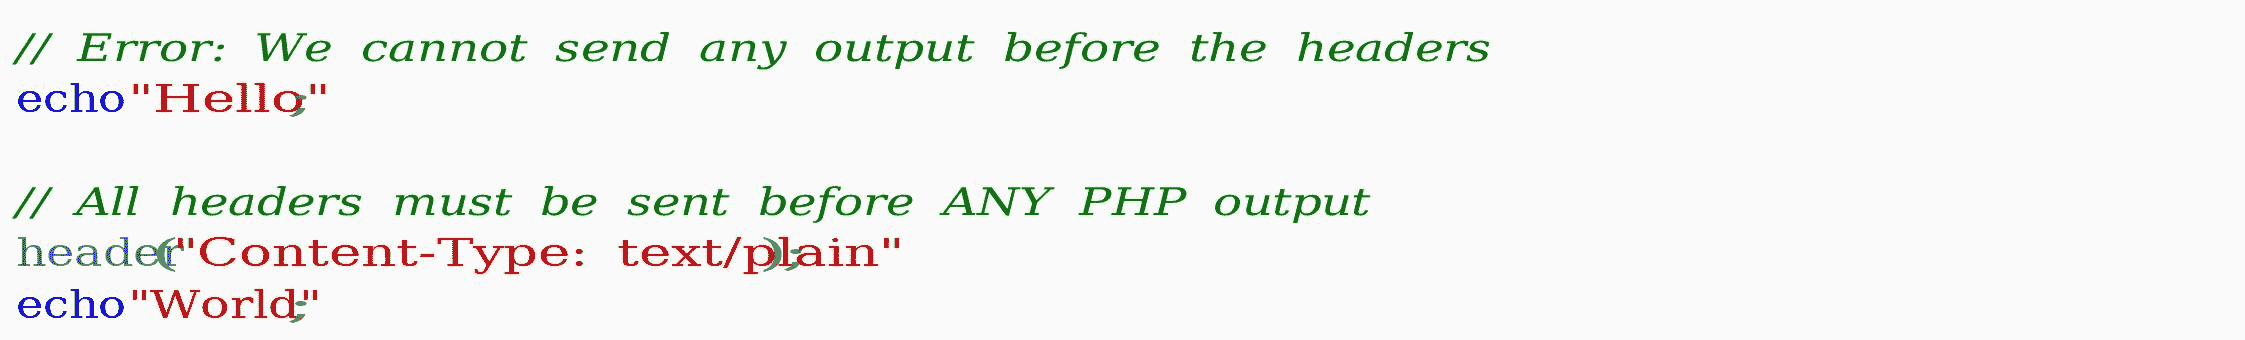 // Error: We cannot send any output before the headers
echo "Hello";
// All headers must be sent before ANY PHP output
header("Content-Type: text/plain");
echo "World";